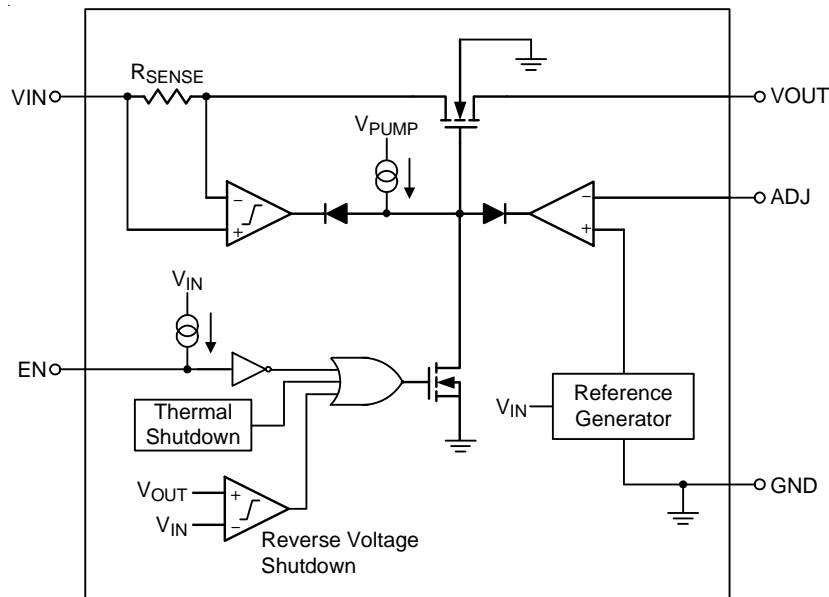 RSENSE
VIN
VOUT
VPUMP
ADJ
−
+
−
+
VIN
EN
Thermal
Shutdown
VIN
Reference
Generator
VOUT
+
VIN
−
GND
Reverse Voltage
Shutdown